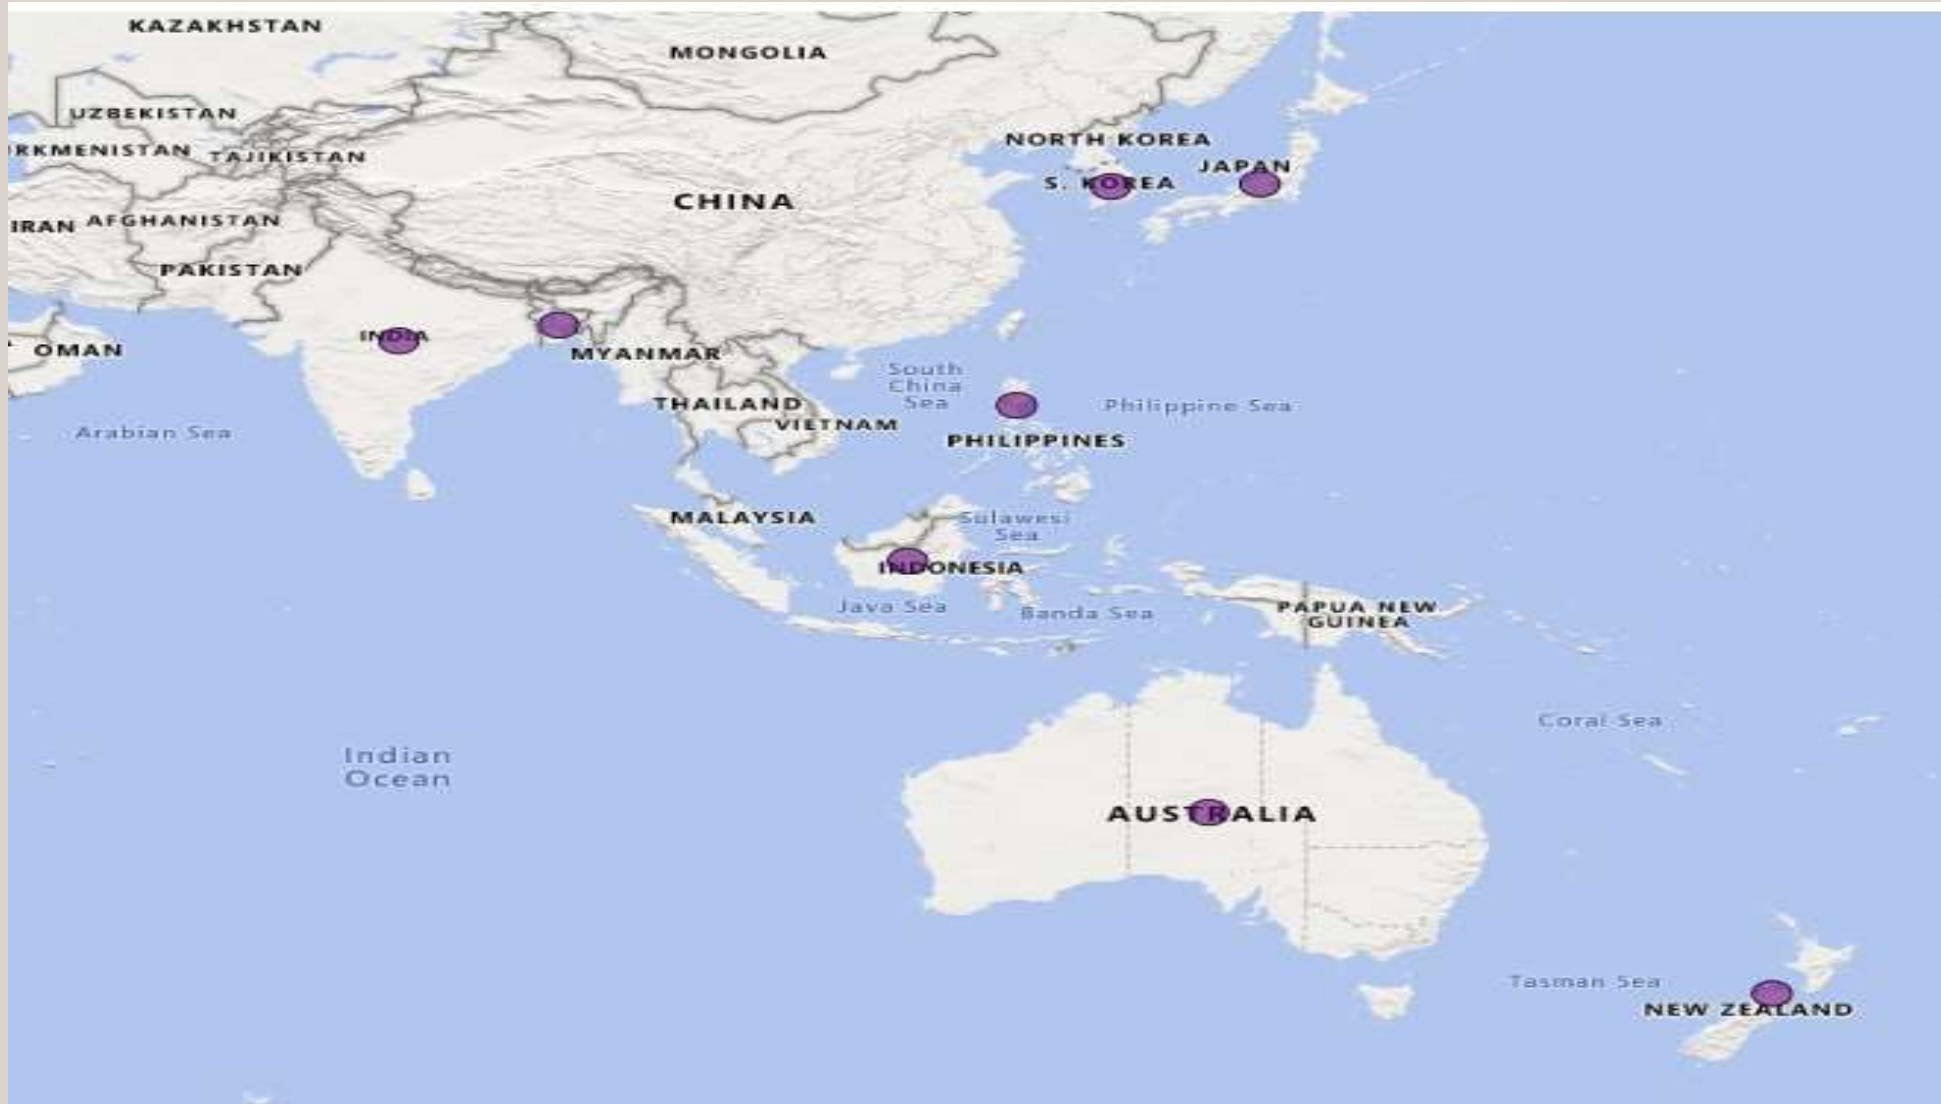 KAZAKHSTAN
MONGOLIA
UZBEKISTAN
NORTH KOREA
RKMENISTAN
TAJIKISTAN
JAPAN
S. KOREA
CHINA
IRAN
AFGHANISTAN
PAKISTAN
INDIA
OMAN
MYANMAR
South
China
Sea
THAILAND
Philippine Sea
VIETNAM
Arabian Sea
PHILIPPINES
MALAYSIA
Sulawesi
Sea
INDONESIA
Java Sea
Banda Sea
PAPUA NEW
GUINEA
Coral Sea
Indian
Ocean
AUSTRALIA
Tasman Sea
NEW ZEALAND